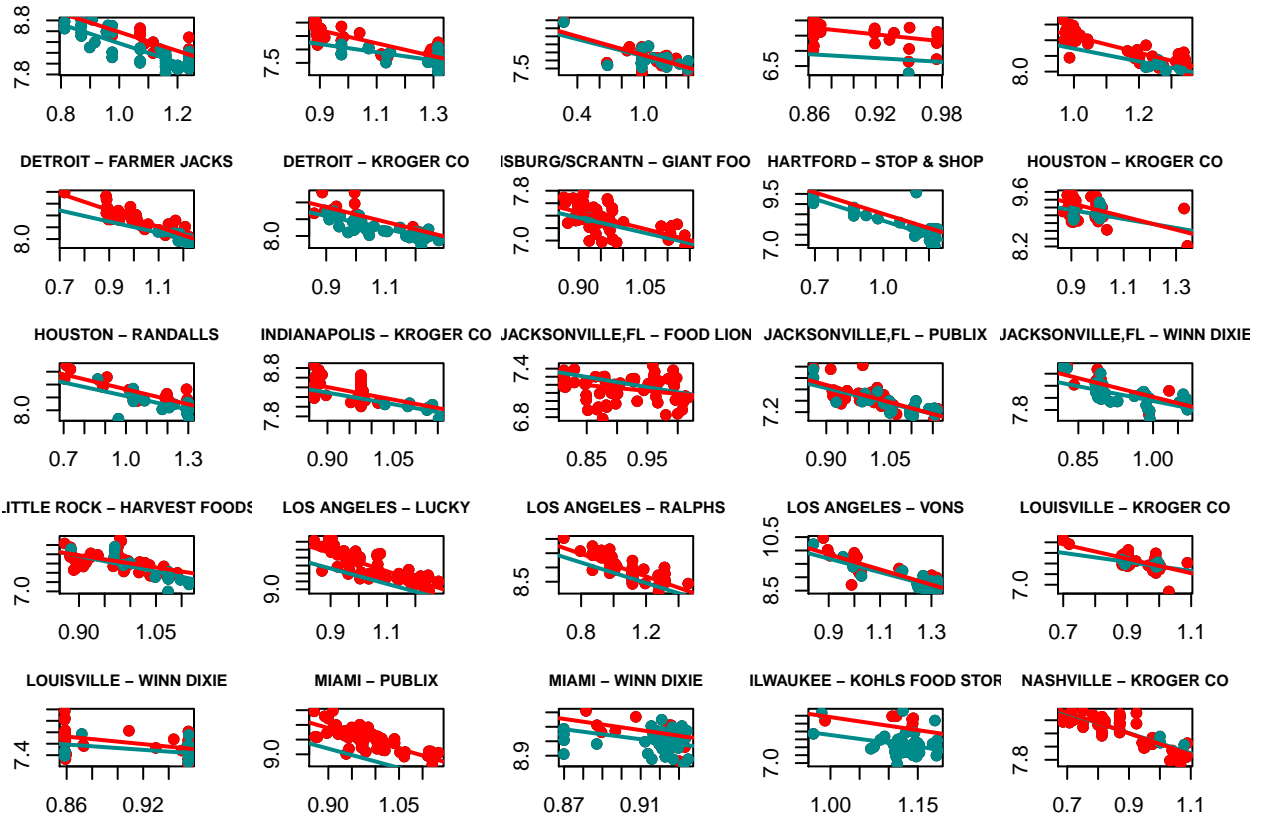 7.8 8.8
0.8 1.0 1.2
7.5
0.9 1.1 1.3
7.5
0.4 1.0
6.5
0.86 0.92 0.98
8.0
1.0 1.2
DETROIT − FARMER JACKS
8.0
0.7 0.9 1.1
DETROIT − KROGER CO
8.0
0.9 1.1
ISBURG/SCRANTN − GIANT FOO
7.0 7.8
0.90 1.05
HARTFORD − STOP & SHOP
7.0 9.5
0.7 1.0
HOUSTON − KROGER CO
8.2 9.6
0.9 1.1 1.3
HOUSTON − RANDALLS
8.0
0.7 1.0 1.3
INDIANAPOLIS − KROGER CO
7.8 8.8
0.90 1.05
JACKSONVILLE,FL − FOOD LION
6.8 7.4
0.85 0.95
JACKSONVILLE,FL − PUBLIX
7.2
0.90 1.05
JACKSONVILLE,FL − WINN DIXIE
7.8
0.85 1.00
LITTLE ROCK − HARVEST FOODS
7.0
0.90 1.05
LOS ANGELES − LUCKY
9.0
0.9 1.1
LOS ANGELES − RALPHS
8.5
0.8 1.2
LOS ANGELES − VONS
8.5 10.5
0.9 1.1 1.3
LOUISVILLE − KROGER CO
7.0
0.7 0.9 1.1
LOUISVILLE − WINN DIXIE
7.4
0.86 0.92
MIAMI − PUBLIX
9.0
0.90 1.05
MIAMI − WINN DIXIE
8.9
0.87 0.91
ILWAUKEE − KOHLS FOOD STOR
7.0
1.00 1.15
NASHVILLE − KROGER CO
7.8
0.7 0.9 1.1